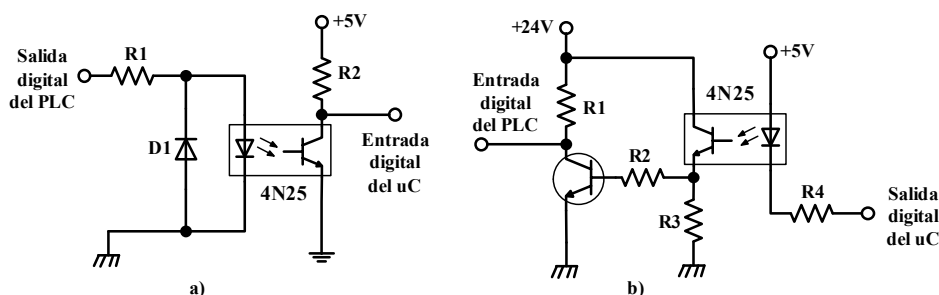 Salida
digital
del PLC
R1
+5V
R2
D1
4N25
Entrada
digital
del uC
a)
+24V
Entrada
digital
del PLC
R1
R2
R3
4N25
+5V
R4
Salida
digital
del uC
b)